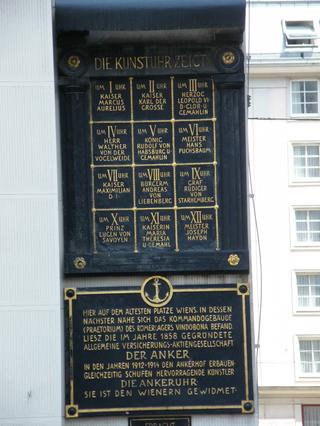 DIE KUNSTUHR ZEIGT
UM I UHR
KAISER
MARCUS
AURELIUS
UM II UHR
KAISER
KARL DER
GROSSE
UM III UHR
HERZOG
LEOPOLD VI
D·GLOR·U·
GEMAHLIN
UM IV UHR
HERR
WALTHER
VON DER
VOGELWEIDE
UM V UHR
KÖNIG
RUDOLF VON
HABSBURG U·
GEMAHLIN
UM VI UHR
MEISTER
HANS
PUCHSBAUM
UM VII UHR
KAISER
MAXIMILIAN
D·I·
UM VIII UHR
BÜRGERM·
ANDREAS
VON
LIEBENBERG
UM IX UHR
GRAF
RÜDIGER
VON
STARHEMBERG
UM X UHR
PRINZ
EUGEN VON
SAVOYEN
UM XI UHR
KAISERIN
MARIA
THERESIA
U·GEMAHL
UM XII UHR
MEISTER
JOSEPH
HAYDN
HIER AUF DEM ÄLTESTEN PLATZE WIENS, IN DESSEN
NÄCHSTER NÄHE SICH DAS KOMMANDOGEBÄUDE
(PRAETORIUM) DES RÖMERLAGERS VINDOBONA BEFAND,
LIESZ DIE IM JAHRE 1858 GEGRÜNDETE
ALLGEMEINE VERSICHERUNGS-AKTIENGESELLSCHAFT
DER ANKER
IN DEN JAHREN 1912-1914 DEN ANKERHOF ERBAUEN·
GLEICHZEITIG SCHUFEN HERVORRAGENDE KÜNSTLER
DIE ANKERUHR
SIE IST DEN WIENERN GEWIDMET·